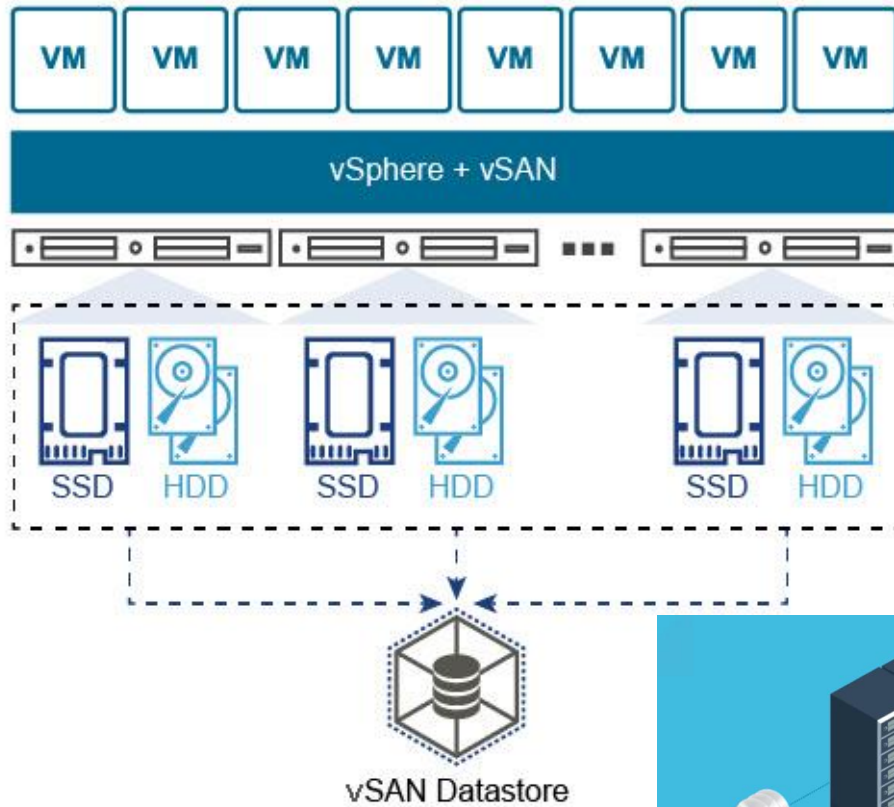 VM VM VM VM VM VM VM VM
vSphere + vSAN
SSD HDD SSD HDD SSD HDD
vSAN Datastore